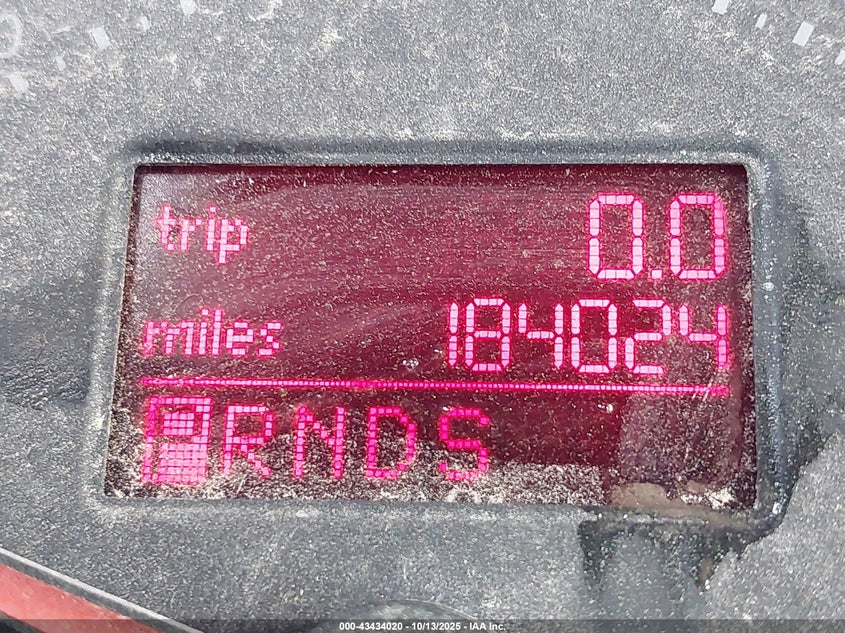 trip 0.0
miles 184024
PRNDS
000-43434020 - 10/13/2025 - IAA Inc.